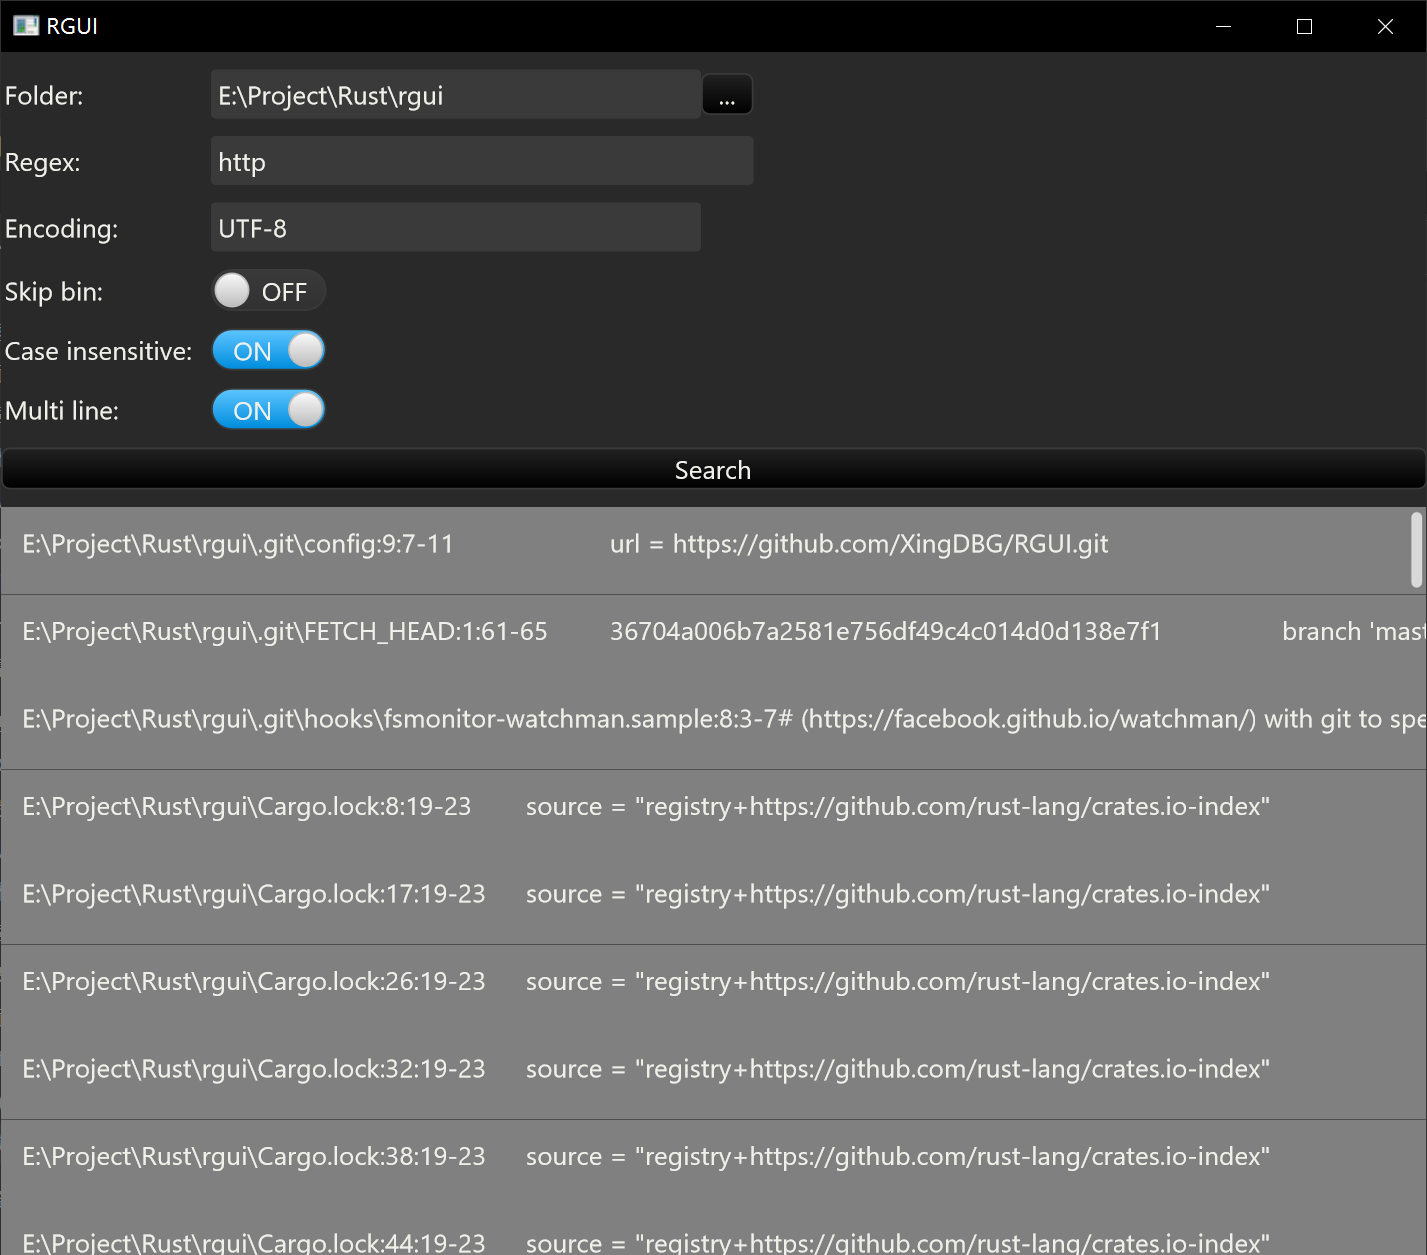 RGUI
Folder: E:\Project\Rust\rgui ...
Regex: http
Encoding: UTF-8
Skip bin: OFF
Case insensitive: ON
Multi line: ON
Search
E:\Project\Rust\rgui\.git\config:9:7-11 url = https://github.com/XingDBG/RGUI.git
E:\Project\Rust\rgui\.git\FETCH_HEAD:1:61-65 36704a006b7a2581e756df49c4c014d0d138e7f1 branch 'mast
E:\Project\Rust\rgui\.git\hooks\fsmonitor-watchman.sample:8:3-7# (https://facebook.github.io/watchman/) with git to spe
E:\Project\Rust\rgui\Cargo.lock:8:19-23 source = "registry+https://github.com/rust-lang/crates.io-index"
E:\Project\Rust\rgui\Cargo.lock:17:19-23 source = "registry+https://github.com/rust-lang/crates.io-index"
E:\Project\Rust\rgui\Cargo.lock:26:19-23 source = "registry+https://github.com/rust-lang/crates.io-index"
E:\Project\Rust\rgui\Cargo.lock:32:19-23 source = "registry+https://github.com/rust-lang/crates.io-index"
E:\Project\Rust\rgui\Cargo.lock:38:19-23 source = "registry+https://github.com/rust-lang/crates.io-index"
E:\Project\Rust\rgui\Cargo.lock:44:19-23 source = "registry+https://github.com/rust-lang/crates.io-index"